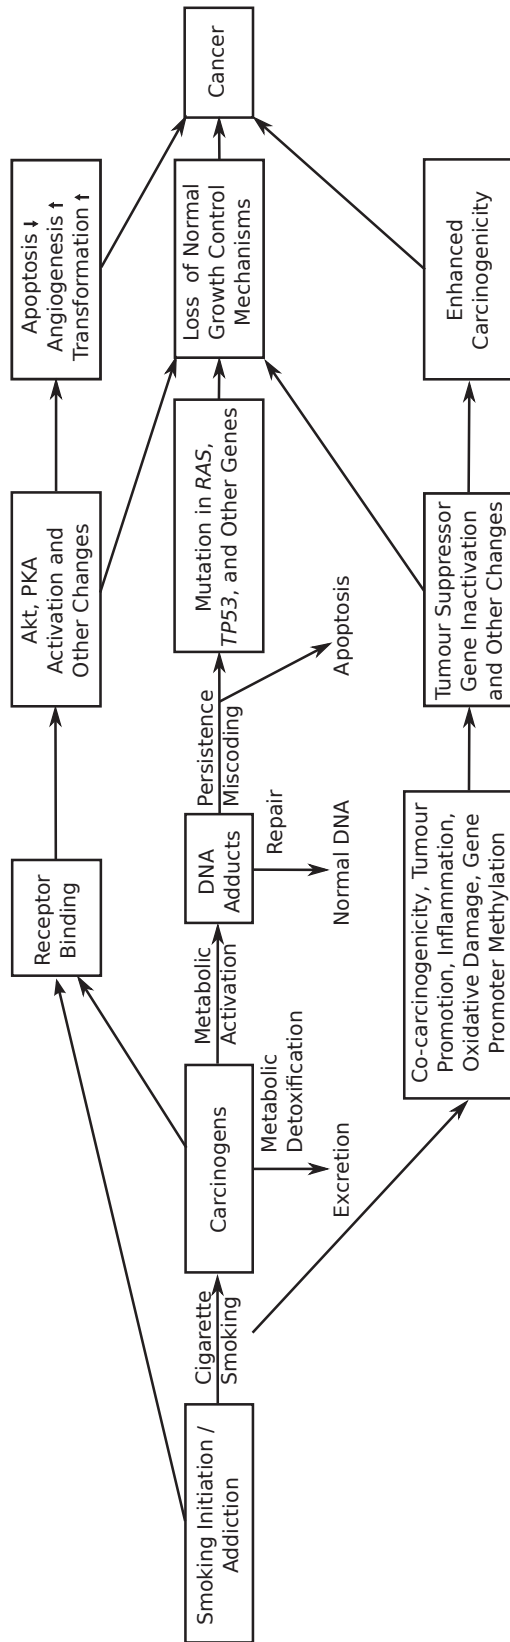 Smoking Initiation /
Addiction
Cigarette
Smoking
Carcinogens
Metabolic
Detoxification
Excretion
Metabolic
Activation
Receptor
Binding
DNA
Adducts
Repair
Normal DNA
Persistence
Miscoding
Apoptosis
Co-carcinogenicity, Tumour
Promotion, Inflammation,
Oxidative Damage, Gene
Promoter Methylation
Akt, PKA
Activation and
Other Changes
Mutation in RAS,
TP53, and Other Genes
Tumour Suppressor
Gene Inactivation
and Other Changes
Apoptosis ⬇
Angiogenesis ⬆
Transformation ⬆
Loss of Normal
Growth Control
Mechanisms
Enhanced
Carcinogenicity
Cancer